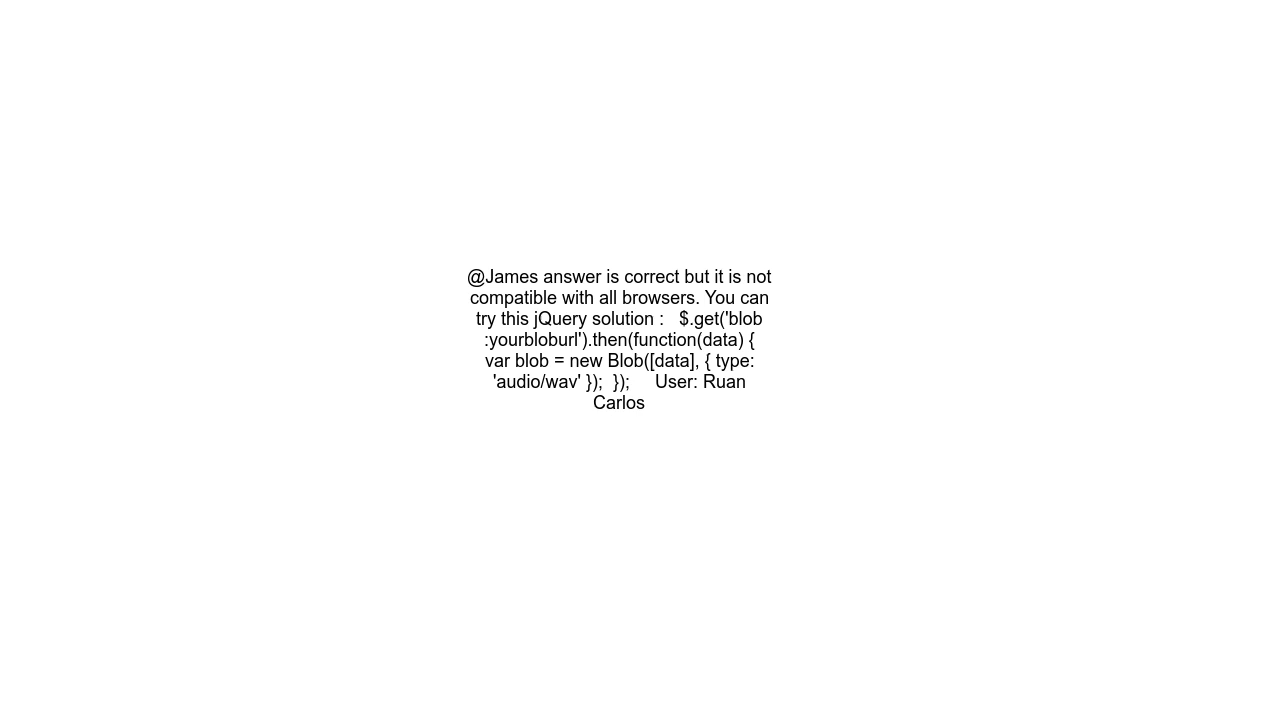 @James answer is correct but it is not
compatible with all browsers. You can
try this jQuery solution :   $.get('blob
:yourbloburl').then(function(data) {
var blob = new Blob([data], { type:
'audio/wav' });  });     User: Ruan
Carlos